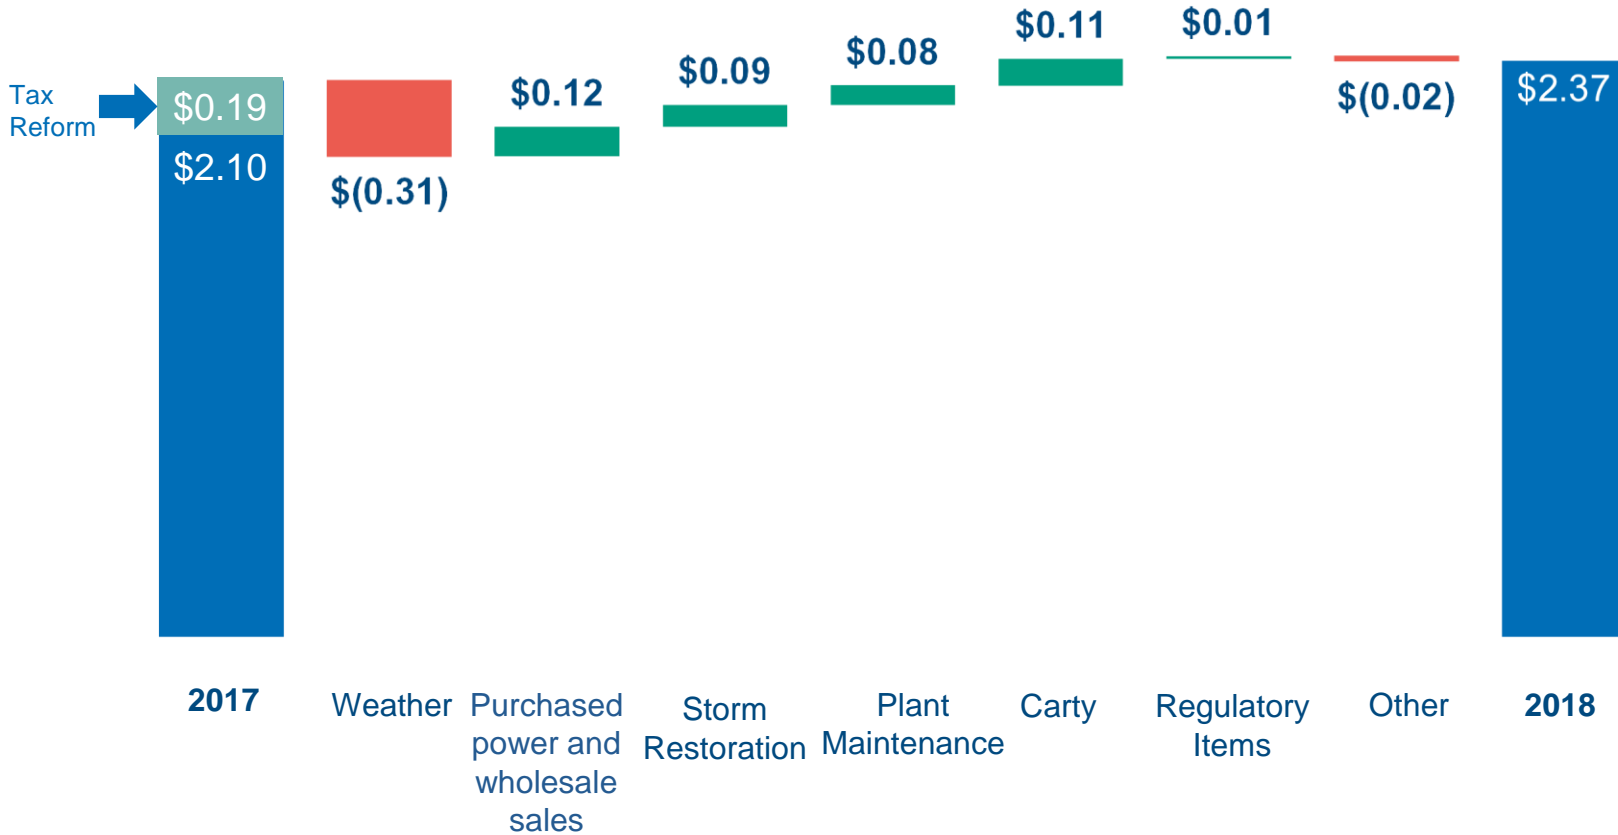 Tax
Reform
$0.19
$2.10
$(0.31)
$0.12
$0.09
$0.08
$0.11
$0.01
$(0.02)
$2.37
2017
Weather
Purchased
power and
wholesale
sales
Storm
Restoration
Plant
Maintenance
Carty
Regulatory
Items
Other
2018